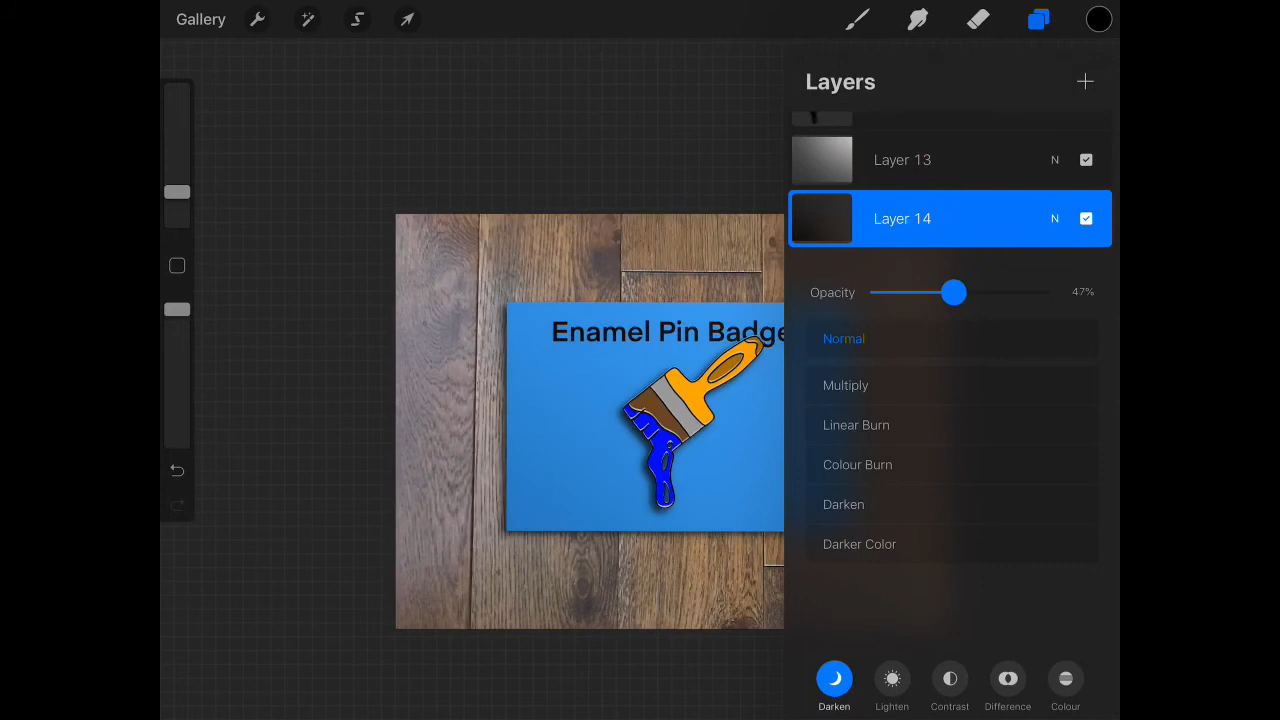 Gallery
Layers
Layer 13 N
Layer 14 N
Opacity 47%
Normal
Multiply
Linear Burn
Colour Burn
Darken
Darker Color
Darken Lighten Contrast Difference Colour
Enamel Pin Badge